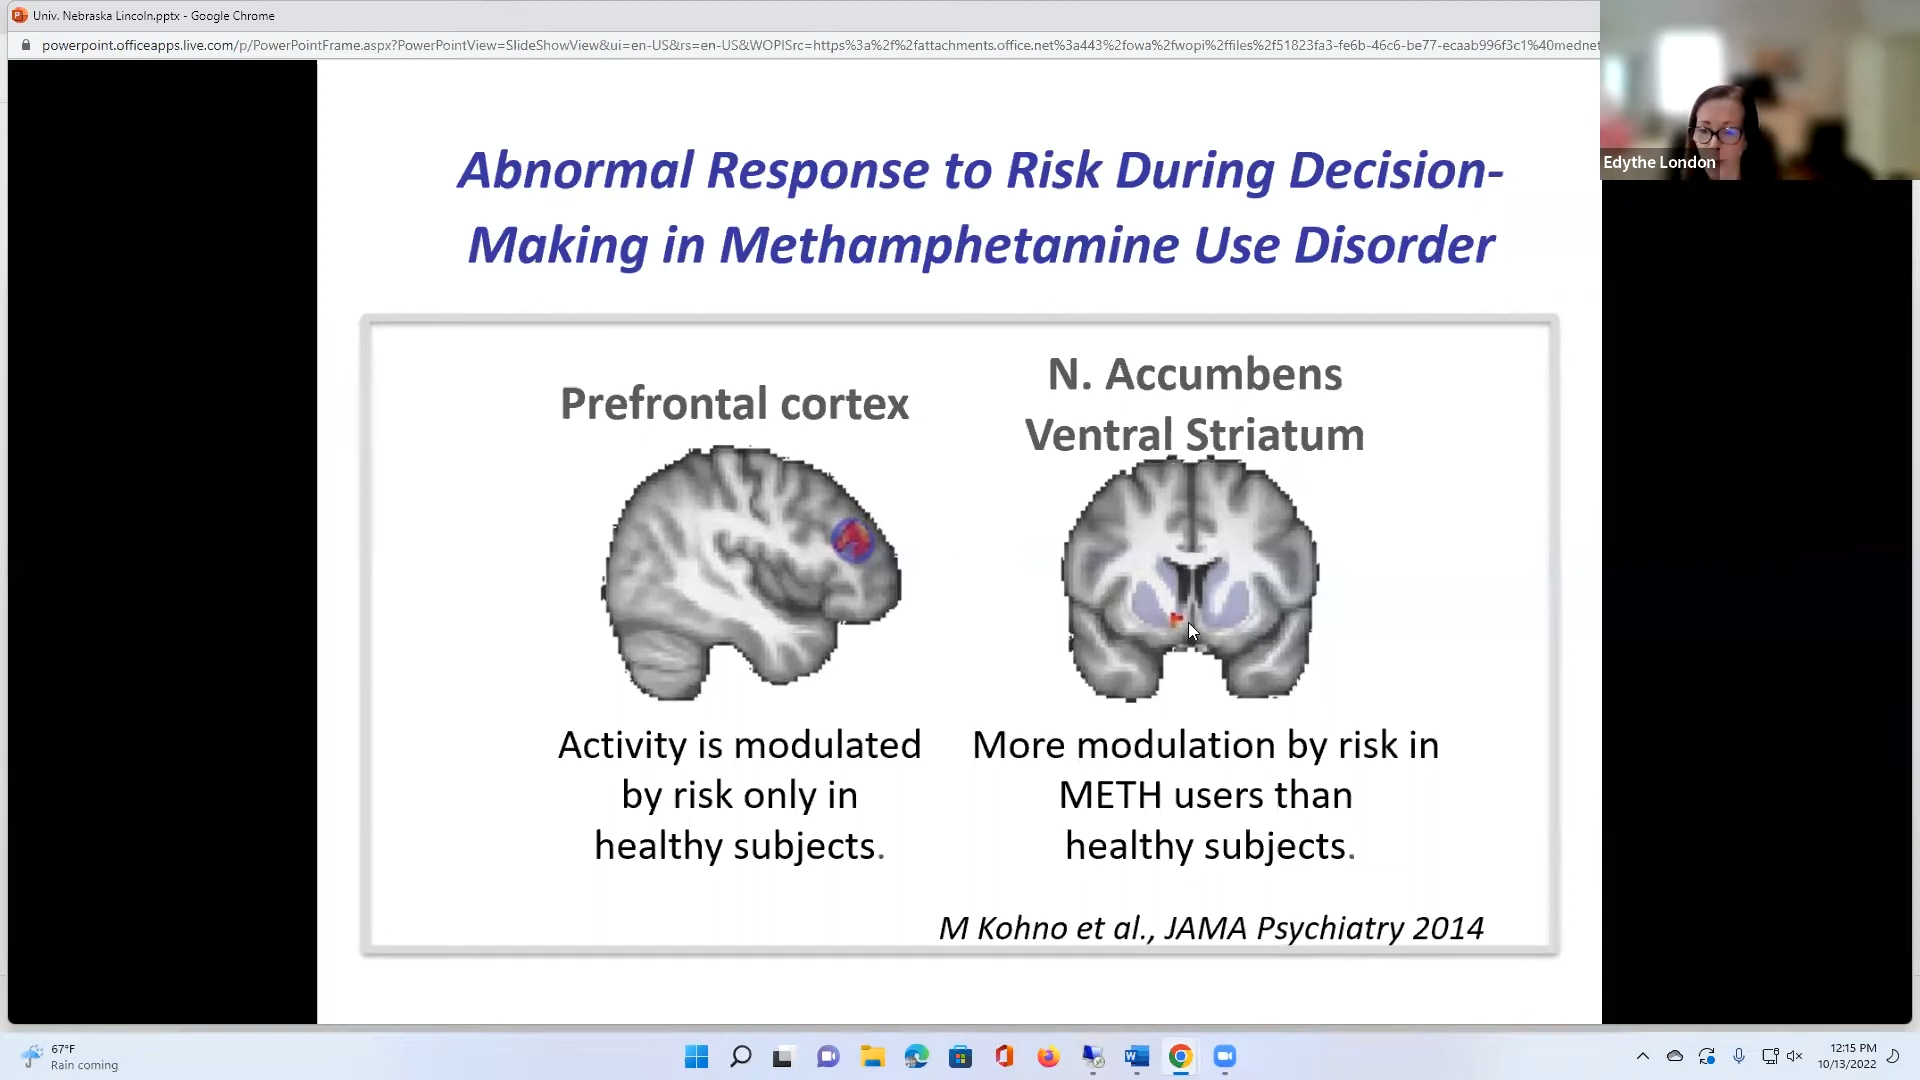 Univ. Nebraska Lincoln.pptx - Google Chrome
powerpoint.officeapps.live.com/p/PowerPointFrame.aspx?PowerPointView=SlideShowView&ui=en-US&rs=en-US&WOPISrc=https%3a%2f%2fattachments.office.net%3a443%2fowa%2fwopi%2ffiles%2f51823fa3-fe6b-46c6-be77-ecaab996f3c1%40mednet
Edythe London
Abnormal Response to Risk During Decision-
Making in Methamphetamine Use Disorder
Prefrontal cortex
N. Accumbens
Ventral Striatum
Activity is modulated
by risk only in
healthy subjects.
More modulation by risk in
METH users than
healthy subjects.
M Kohno et al., JAMA Psychiatry 2014
67°F
Rain coming
12:15 PM
10/13/2022